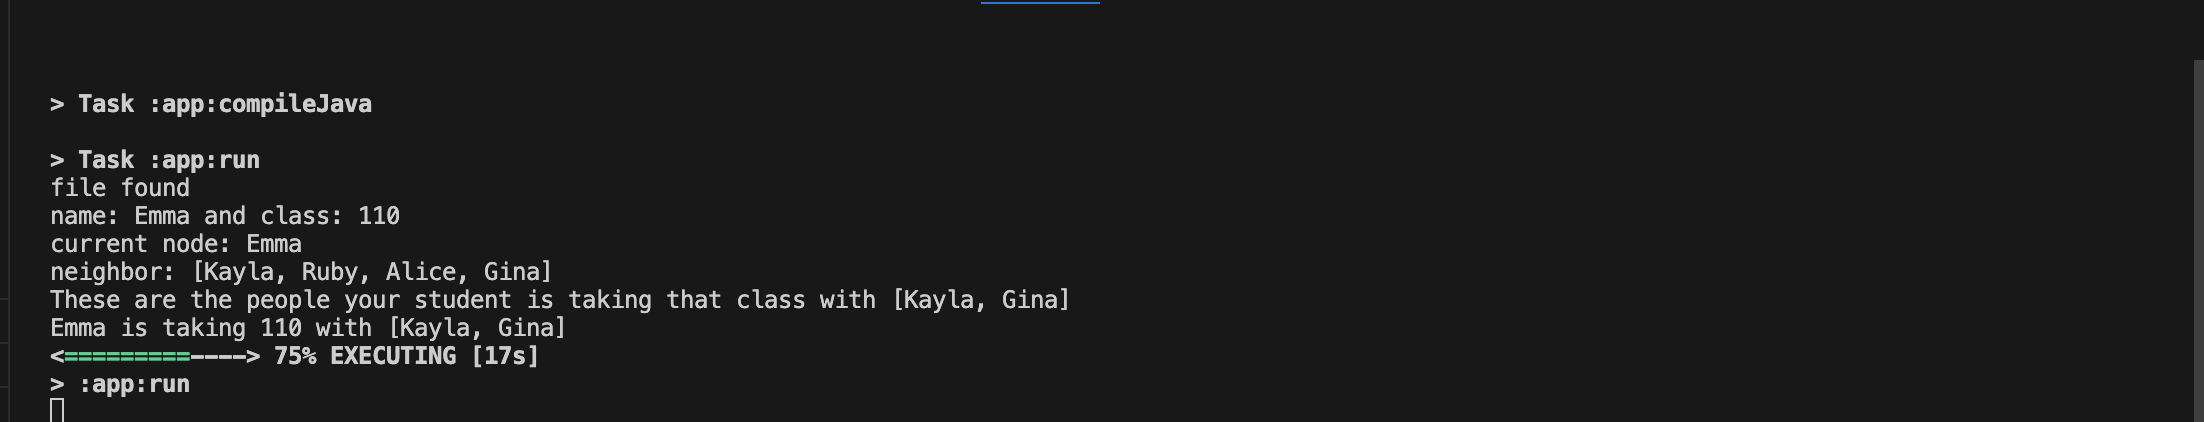 > Task :app:compileJava
> Task :app:run
file found
name: Emma and class: 110
current node: Emma
neighbor: [Kayla, Ruby, Alice, Gina]
These are the people your student is taking that class with [Kayla, Gina]
Emma is taking 110 with [Kayla, Gina]
<=========----> 75% EXECUTING [17s]
> :app:run